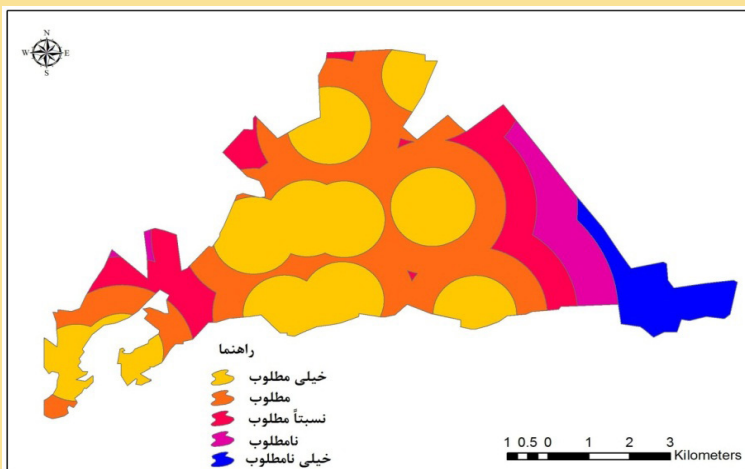 N
W E
S
راهنما
خیلی مطلوب
مطلوب
نسبتاً مطلوب
نامطلوب
خیلی نامطلوب
1 0.5 0 1 2 3
Kilometers